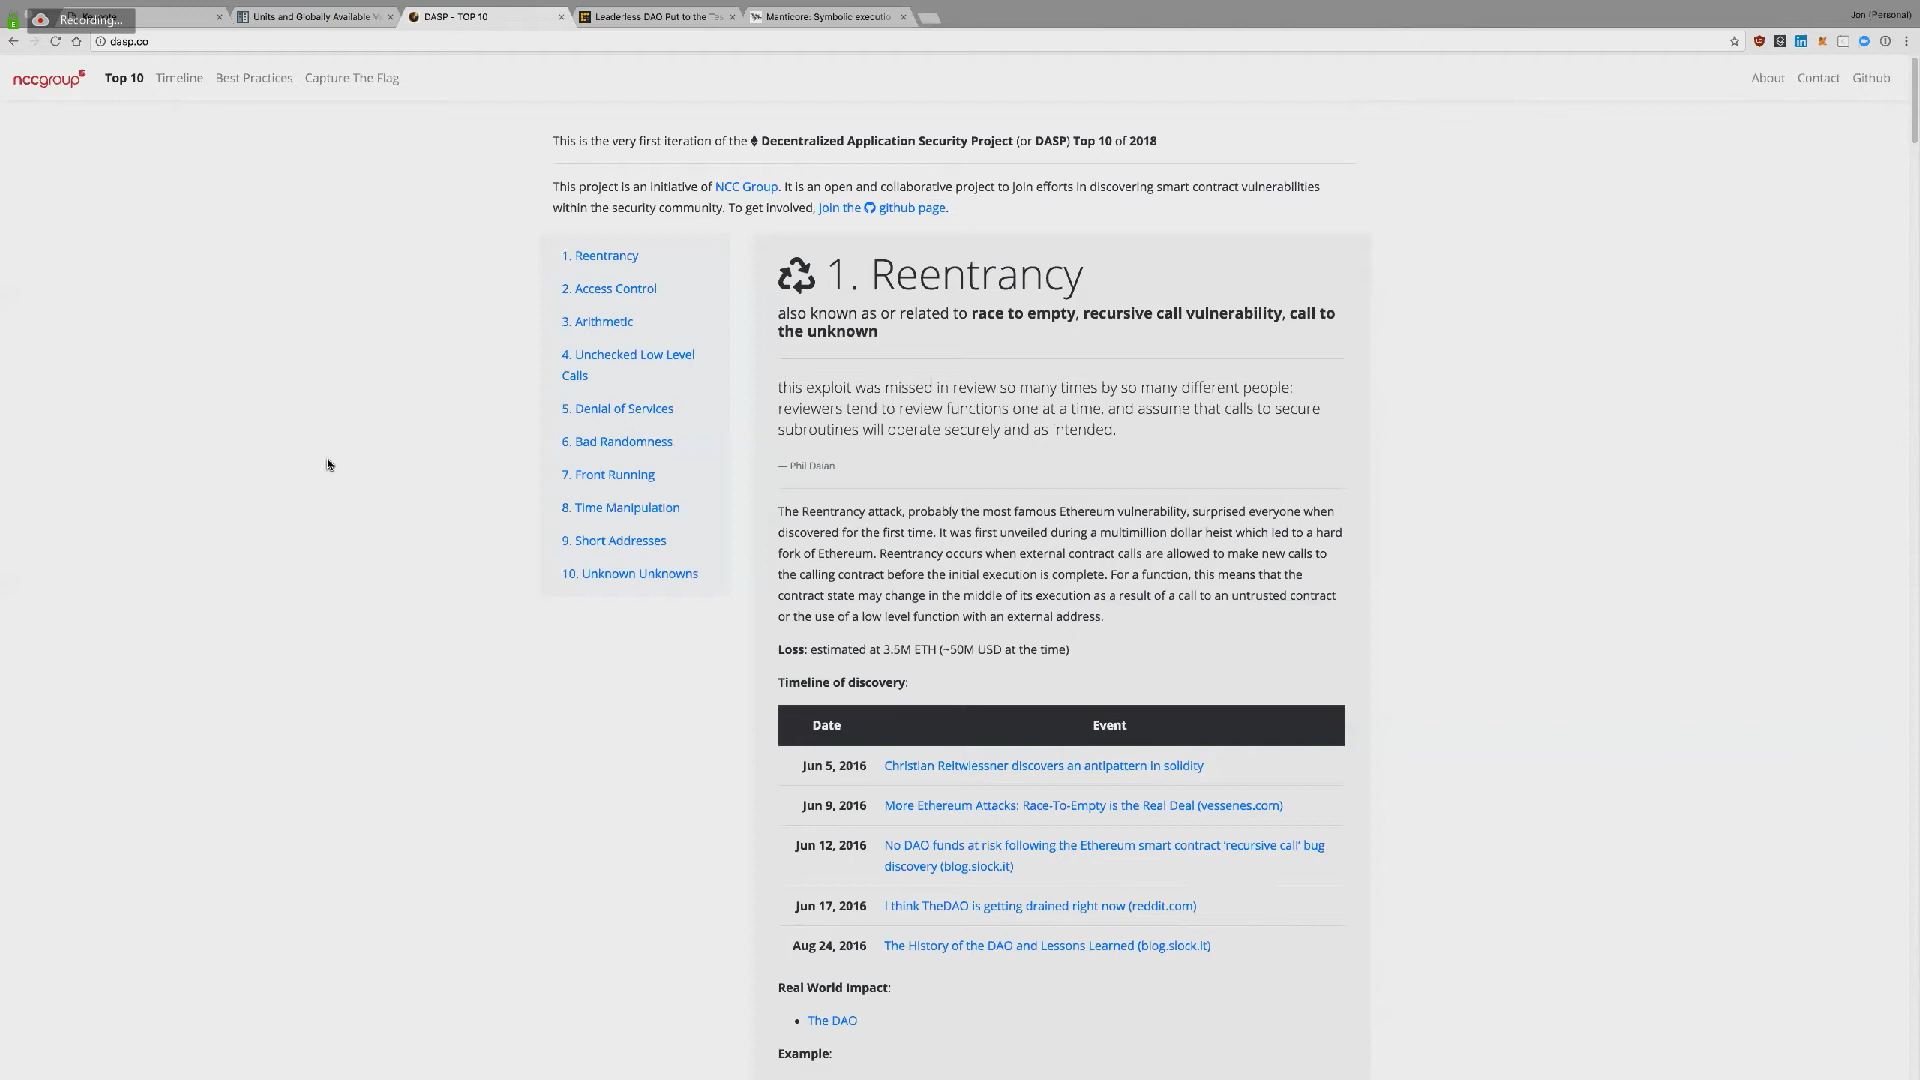 Recording...
Units and Globally Available V
DASP - TOP 10
Leaderless DAO Put to the Tes
Manticore: Symbolic executio
Jon (Personal)
dasp.co
nccgroup
Top 10
Timeline
Best Practices
Capture The Flag
About
Contact
Github
This is the very first iteration of the Decentralized Application Security Project (or DASP) Top 10 of 2018
This project is an initiative of NCC Group. It is an open and collaborative project to join efforts in discovering smart contract vulnerabilities
within the security community. To get involved, join the github page.
1. Reentrancy
2. Access Control
3. Arithmetic
4. Unchecked Low Level
Calls
5. Denial of Services
6. Bad Randomness
7. Front Running
8. Time Manipulation
9. Short Addresses
10. Unknown Unknowns
1. Reentrancy
also known as or related to race to empty, recursive call vulnerability, call to
the unknown
this exploit was missed in review so many times by so many different people:
reviewers tend to review functions one at a time, and assume that calls to secure
subroutines will operate securely and as intended.
— Phil Daian
The Reentrancy attack, probably the most famous Ethereum vulnerability, surprised everyone when
discovered for the first time. It was first unveiled during a multimillion dollar heist which led to a hard
fork of Ethereum. Reentrancy occurs when external contract calls are allowed to make new calls to
the calling contract before the initial execution is complete. For a function, this means that the
contract state may change in the middle of its execution as a result of a call to an untrusted contract
or the use of a low level function with an external address.
Loss: estimated at 3.5M ETH (~50M USD at the time)
Timeline of discovery:
Date Event
Jun 5, 2016 Christian Reitwiessner discovers an antipattern in solidity
Jun 9, 2016 More Ethereum Attacks: Race-To-Empty is the Real Deal (vessenes.com)
Jun 12, 2016 No DAO funds at risk following the Ethereum smart contract 'recursive call' bug
discovery (blog.slock.it)
Jun 17, 2016 I think TheDAO is getting drained right now (reddit.com)
Aug 24, 2016 The History of the DAO and Lessons Learned (blog.slock.it)
Real World Impact:
• The DAO
Example: